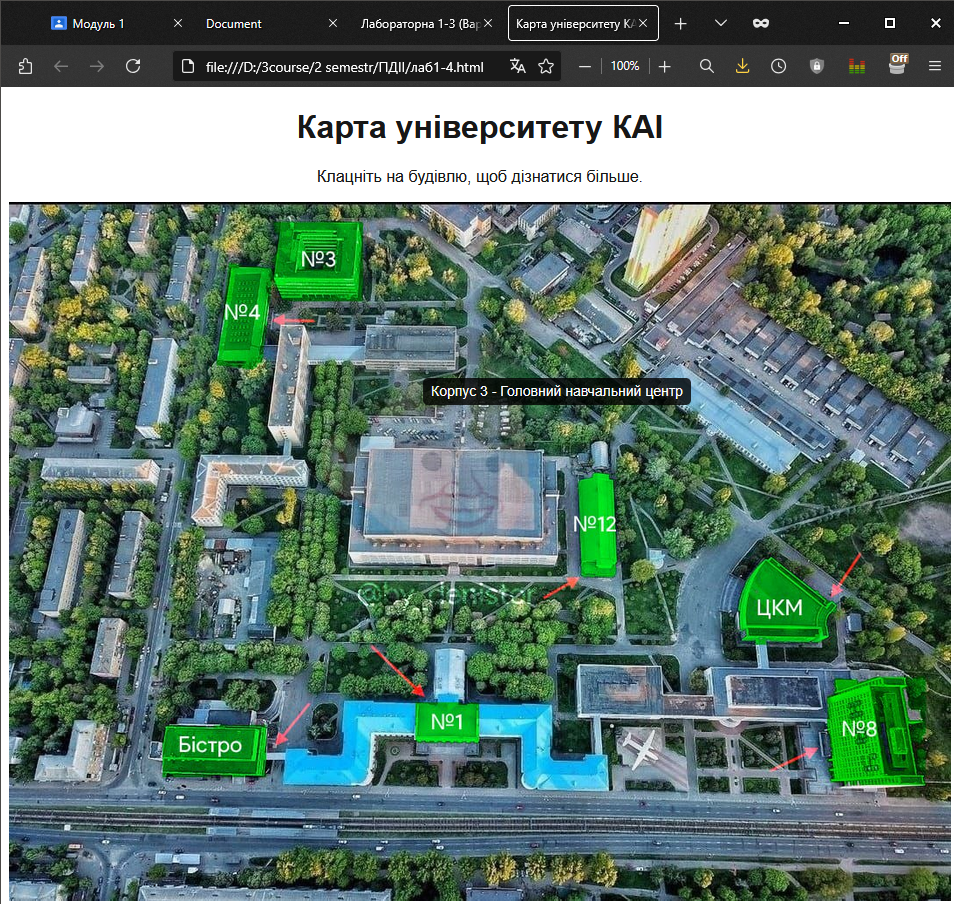 Модуль 1
Document
Лабораторна 1-3 (Вар
Карта університету КА
file:///D:/3course/2 semestr/ПДІІ/лаб1-4.html
100%
Off
Карта університету КАІ
Клацніть на будівлю, щоб дізнатися більше.
№3
№4
Корпус 3 - Головний навчальний центр
№12
ЦКМ
№1
№8
Бістро